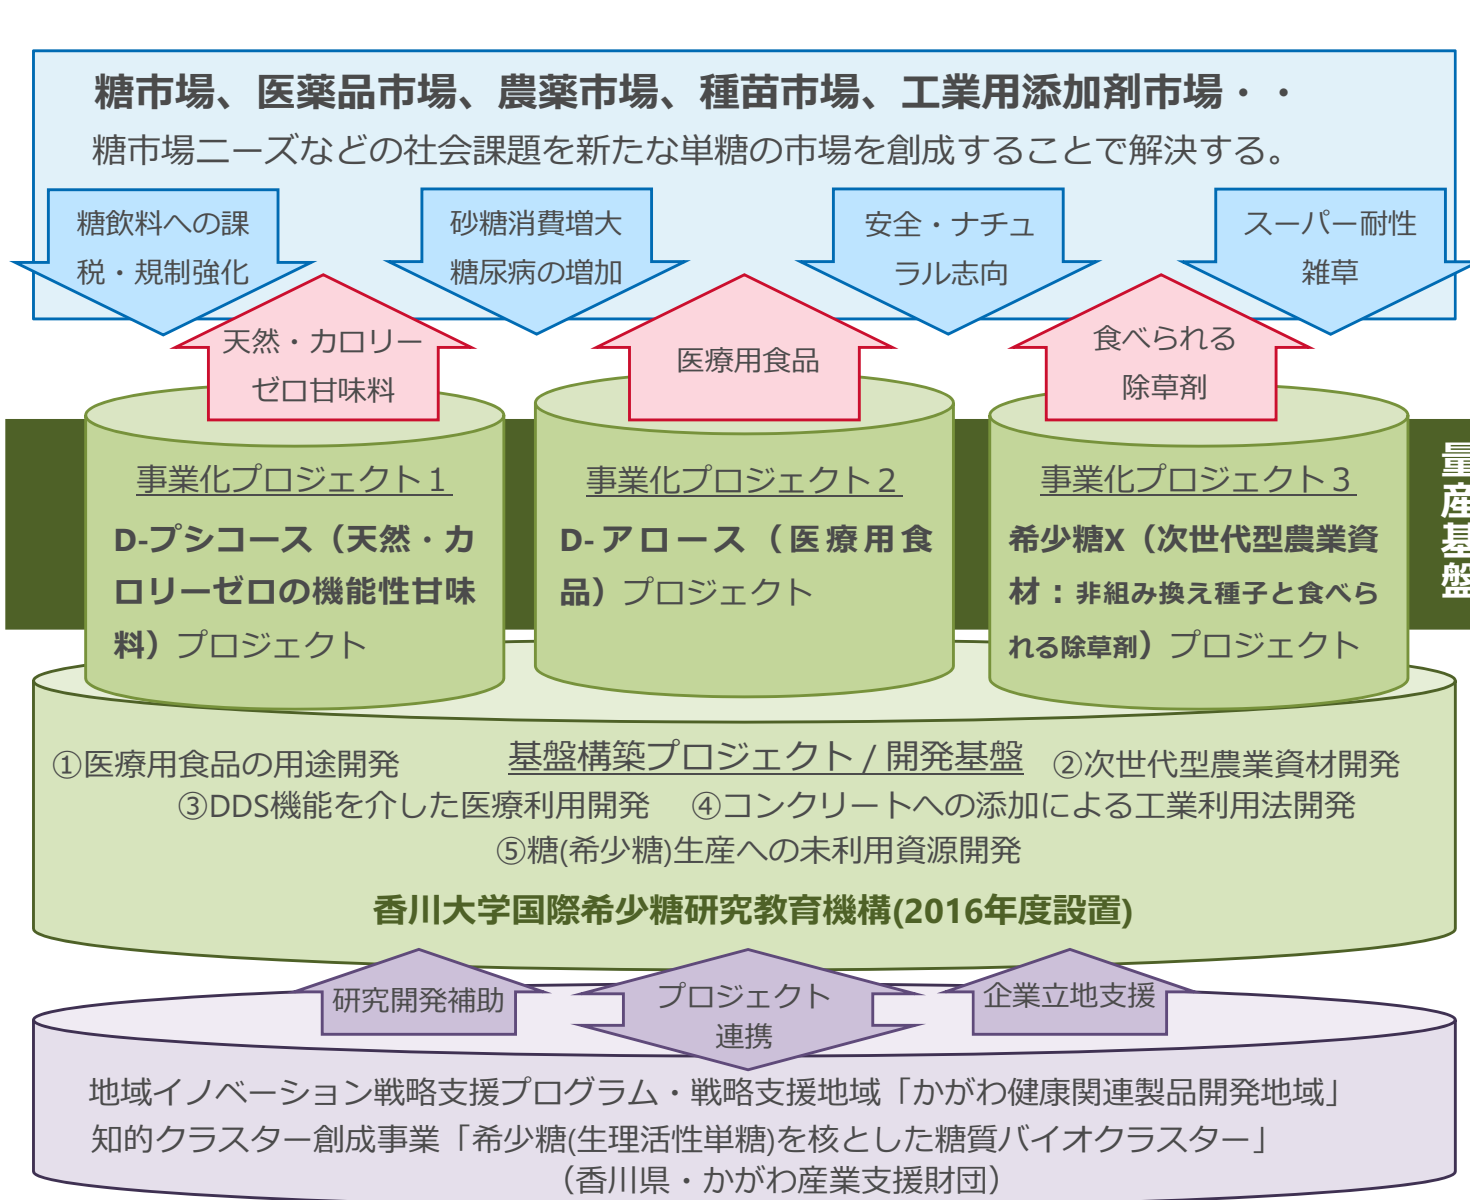 糖市場、医薬品市場、農薬市場、種苗市場、工業用添加剤市場・・
糖市場ニーズなどの社会課題を新たな単糖の市場を創成することで解決する。
糖飲料への課
税・規制強化
砂糖消費増大
糖尿病の増加
安全・ナチュ
ラル志向
スーパー耐性
雑草
天然・カロリー
ゼロ甘味料
医療用食品
食べられる
除草剤
事業化プロジェクト１
D-プシコース（天然・カ
ロリーゼロの機能性甘味
料）プロジェクト
事業化プロジェクト２
D-アロース（医療用食
品）プロジェクト
事業化プロジェクト３
希少糖X（次世代型農業資
材：非組み換え種子と食べら
れる除草剤）プロジェクト
量産基盤
基盤構築プロジェクト / 開発基盤
①医療用食品の用途開発
②次世代型農業資材開発
③DDS機能を介した医療利用開発
④コンクリートへの添加による工業利用法開発
⑤糖(希少糖)生産への未利用資源開発
香川大学国際希少糖研究教育機構(2016年度設置)
研究開発補助
プロジェクト
連携
企業立地支援
地域イノベーション戦略支援プログラム・戦略支援地域「かがわ健康関連製品開発地域」
知的クラスター創成事業「希少糖(生理活性単糖)を核とした糖質バイオクラスター」
（香川県・かがわ産業支援財団）